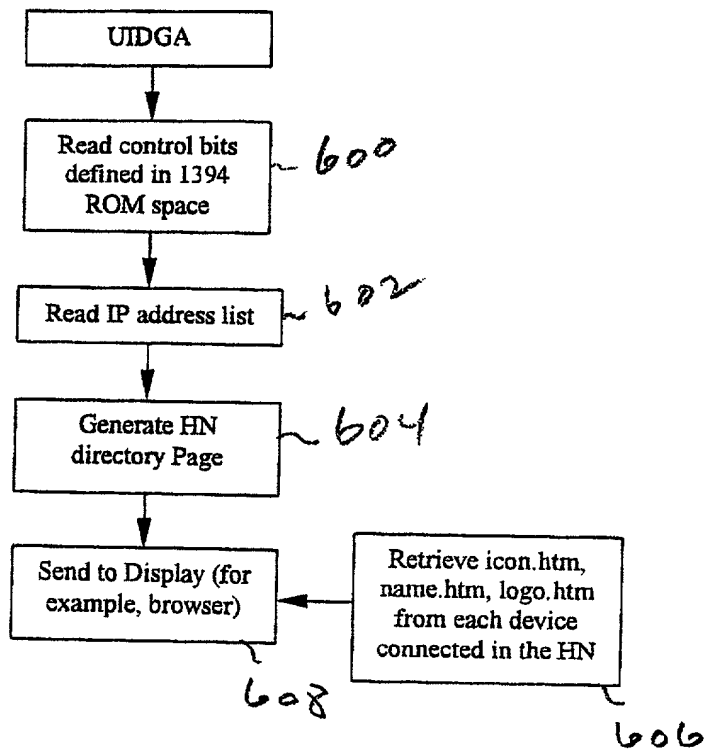 UIDGA
Read control bits
defined in 1394
ROM space
600
Read IP address list
602
Generate HN
directory Page
604
Send to Display (for
example, browser)
608
Retrieve icon.htm,
name.htm, logo.htm
from each device
connected in the HN
606